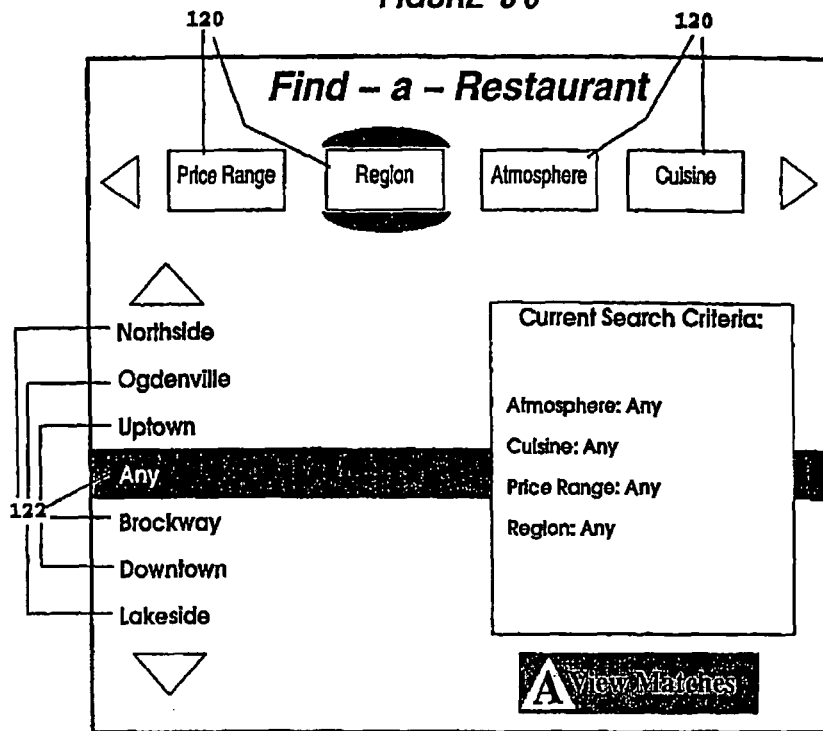 120 120
Find – a – Restaurant
Price Range Region Atmosphere Cuisine
Northside
Ogdenville
Uptown
Any
122
Brockway
Downtown
Lakeside
Current Search Criteria:
Atmosphere: Any
Cuisine: Any
Price Range: Any
Region: Any
A View Matches